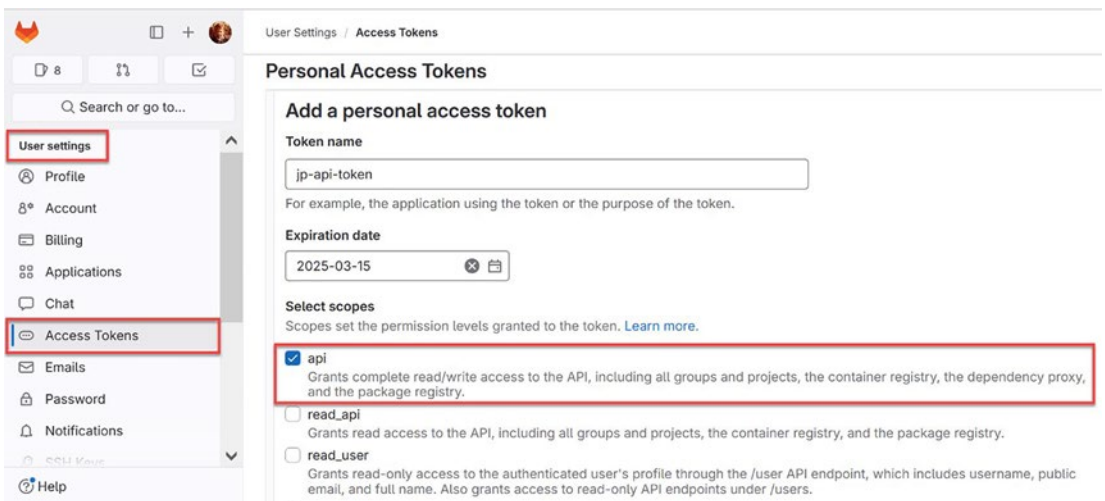 User Settings / Access Tokens
8
Search or go to...
User settings
Profile
Account
Billing
Applications
Chat
Access Tokens
Emails
Password
Notifications
SSH Keys
Help
Personal Access Tokens
Add a personal access token
Token name
jp-api-token
For example, the application using the token or the purpose of the token.
Expiration date
2025-03-15
Select scopes
Scopes set the permission levels granted to the token. Learn more.
api
Grants complete read/write access to the API, including all groups and projects, the container registry, the dependency proxy,
and the package registry.
read_api
Grants read access to the API, including all groups and projects, the container registry, and the package registry.
read_user
Grants read-only access to the authenticated user's profile through the /user API endpoint, which includes username, public
email, and full name. Also grants access to read-only API endpoints under /users.